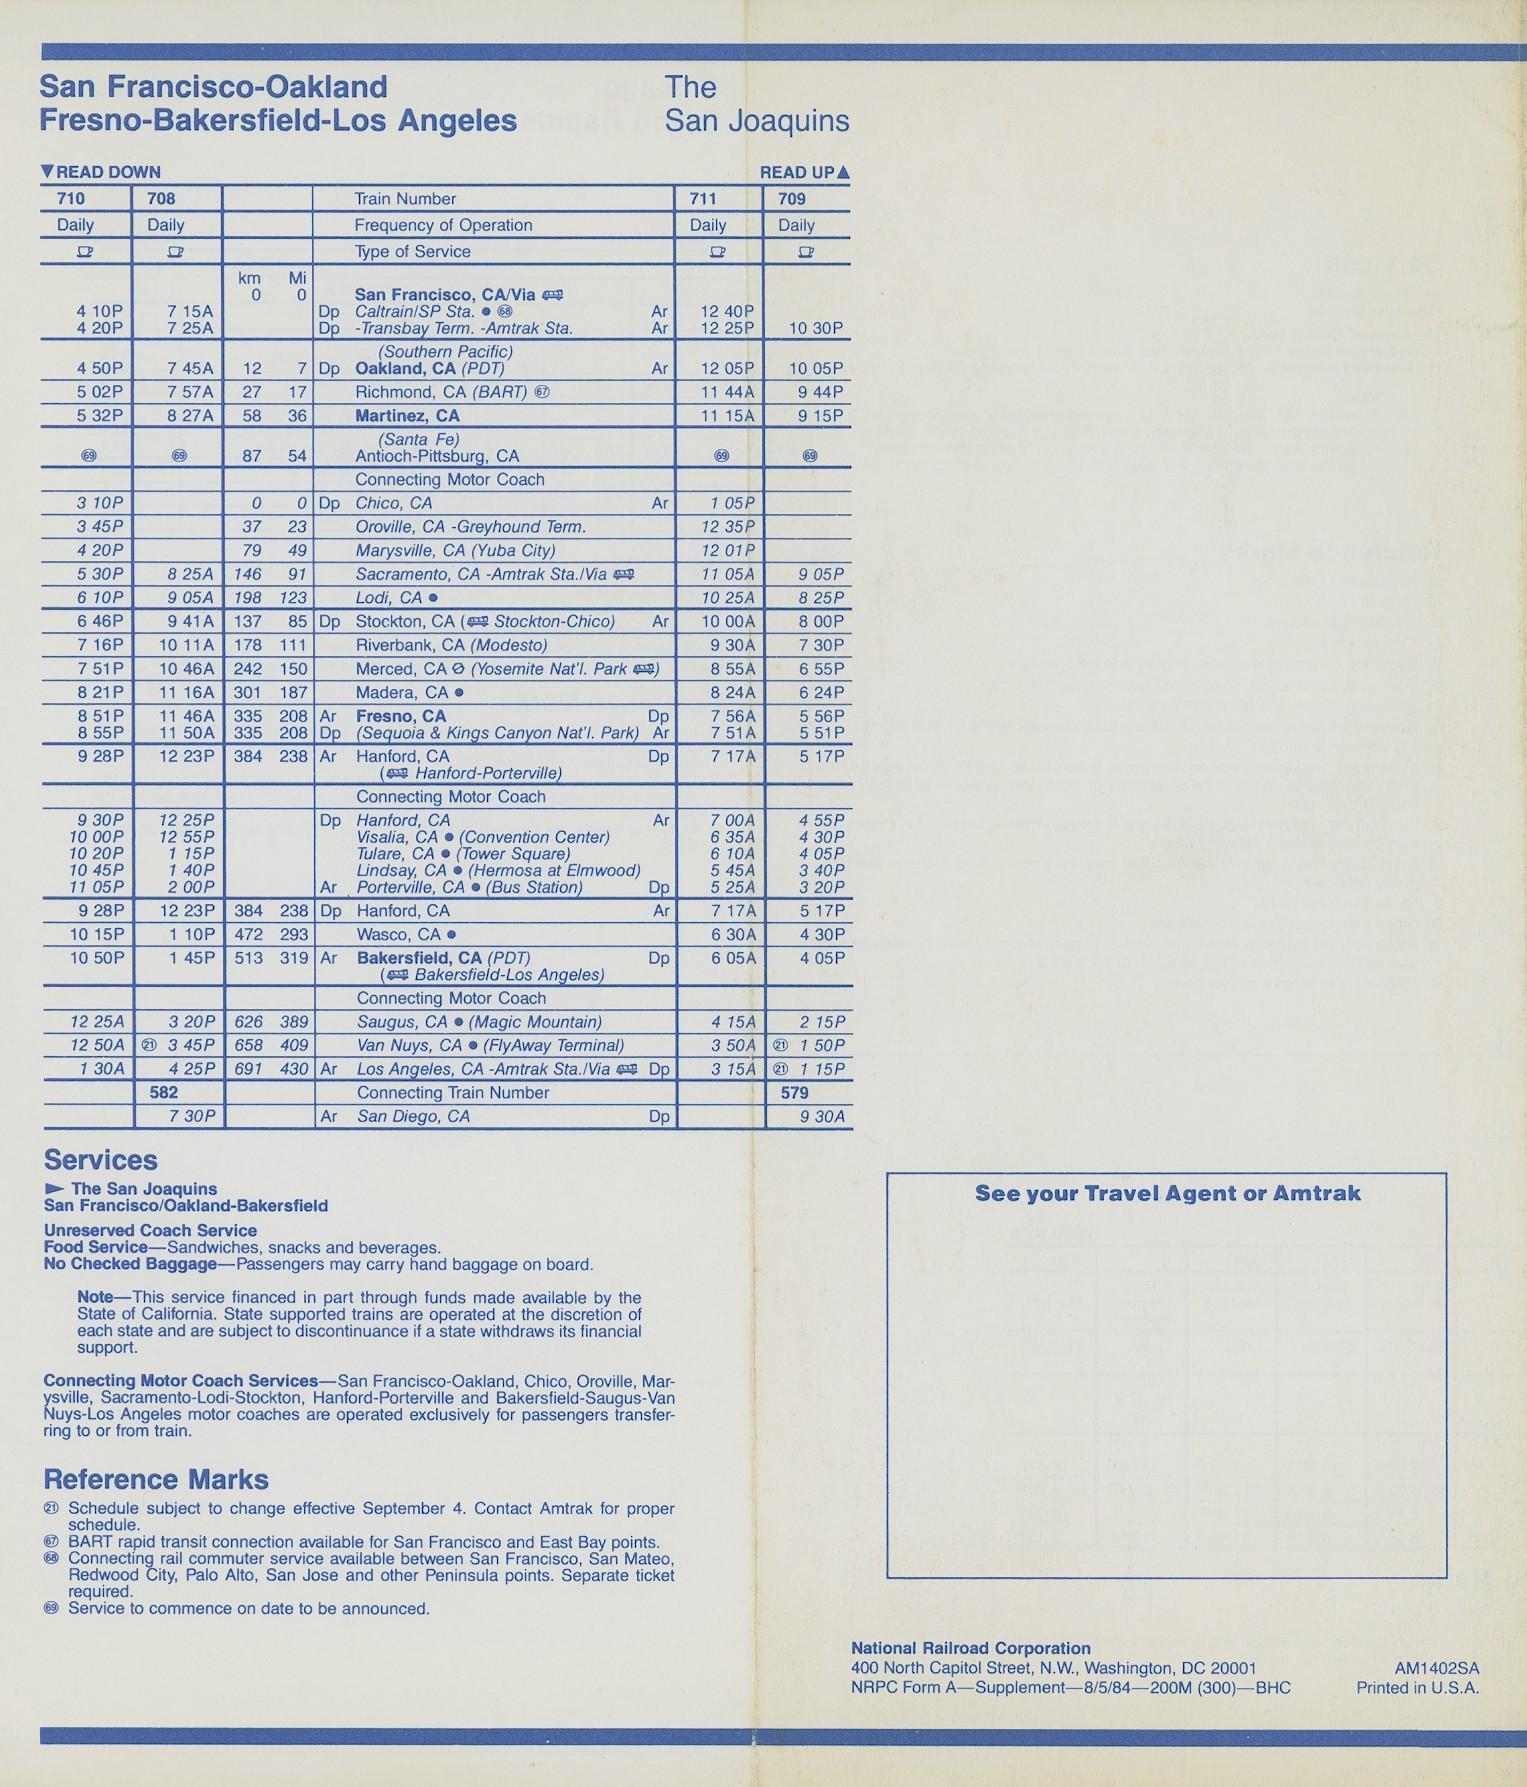 San Francisco-Oakland
Fresno-Bakersfield-Los Angeles
The
San Joaquins
▼READ DOWN READ UP▲
710 708 Train Number 711 709
Daily Daily Frequency of Operation Daily Daily
Type of Service
km Mi
0 0 San Francisco, CA/Via
4 10P 7 15A Dp Caltrain/SP Sta. ● 68 Ar 12 40P
4 20P 7 25A Dp -Transbay Term. -Amtrak Sta. Ar 12 25P 10 30P
(Southern Pacific)
4 50P 7 45A 12 7 Dp Oakland, CA (PDT) Ar 12 05P 10 05P
5 02P 7 57A 27 17 Richmond, CA (BART) 67 11 44A 9 44P
5 32P 8 27A 58 36 Martinez, CA 11 15A 9 15P
(Santa Fe)
69 69 87 54 Antioch-Pittsburg, CA 69 69
Connecting Motor Coach
3 10P 0 0 Dp Chico, CA Ar 1 05P
3 45P 37 23 Oroville, CA -Greyhound Term. 12 35P
4 20P 79 49 Marysville, CA (Yuba City) 12 01P
5 30P 8 25A 146 91 Sacramento, CA -Amtrak Sta./Via 11 05A 9 05P
6 10P 9 05A 198 123 Lodi, CA ● 10 25A 8 25P
6 46P 9 41A 137 85 Dp Stockton, CA ( Stockton-Chico) Ar 10 00A 8 00P
7 16P 10 11A 178 111 Riverbank, CA (Modesto) 9 30A 7 30P
7 51P 10 46A 242 150 Merced, CA ⊘ (Yosemite Nat'l. Park ) 8 55A 6 55P
8 21P 11 16A 301 187 Madera, CA ● 8 24A 6 24P
8 51P 11 46A 335 208 Ar Fresno, CA Dp 7 56A 5 56P
8 55P 11 50A 335 208 Dp (Sequoia & Kings Canyon Nat'l. Park) Ar 7 51A 5 51P
9 28P 12 23P 384 238 Ar Hanford, CA Dp 7 17A 5 17P
( Hanford-Porterville)
Connecting Motor Coach
9 30P 12 25P Dp Hanford, CA Ar 7 00A 4 55P
10 00P 12 55P Visalia, CA ● (Convention Center) 6 35A 4 30P
10 20P 1 15P Tulare, CA ● (Tower Square) 6 10A 4 05P
10 45P 1 40P Lindsay, CA ● (Hermosa at Elmwood) 5 45A 3 40P
11 05P 2 00P Ar Porterville, CA ● (Bus Station) Dp 5 25A 3 20P
9 28P 12 23P 384 238 Dp Hanford, CA Ar 7 17A 5 17P
10 15P 1 10P 472 293 Wasco, CA ● 6 30A 4 30P
10 50P 1 45P 513 319 Ar Bakersfield, CA (PDT) Dp 6 05A 4 05P
( Bakersfield-Los Angeles)
Connecting Motor Coach
12 25A 3 20P 626 389 Saugus, CA ● (Magic Mountain) 4 15A 2 15P
12 50A 21 3 45P 658 409 Van Nuys, CA ● (FlyAway Terminal) 3 50A 21 1 50P
1 30A 4 25P 691 430 Ar Los Angeles, CA -Amtrak Sta./Via Dp 3 15A 21 1 15P
582 Connecting Train Number 579
7 30P Ar San Diego, CA Dp 9 30A
Services
► The San Joaquins
San Francisco/Oakland-Bakersfield
Unreserved Coach Service
Food Service—Sandwiches, snacks and beverages.
No Checked Baggage—Passengers may carry hand baggage on board.
Note—This service financed in part through funds made available by the
State of California. State supported trains are operated at the discretion of
each state and are subject to discontinuance if a state withdraws its financial
support.
Connecting Motor Coach Services—San Francisco-Oakland, Chico, Oroville, Mar-
ysville, Sacramento-Lodi-Stockton, Hanford-Porterville and Bakersfield-Saugus-Van
Nuys-Los Angeles motor coaches are operated exclusively for passengers transfer-
ring to or from train.
Reference Marks
21 Schedule subject to change effective September 4. Contact Amtrak for proper
schedule.
67 BART rapid transit connection available for San Francisco and East Bay points.
68 Connecting rail commuter service available between San Francisco, San Mateo,
Redwood City, Palo Alto, San Jose and other Peninsula points. Separate ticket
required.
69 Service to commence on date to be announced.
See your Travel Agent or Amtrak
National Railroad Corporation
400 North Capitol Street, N.W., Washington, DC 20001 AM1402SA
NRPC Form A—Supplement—8/5/84—200M (300)—BHC Printed in U.S.A.